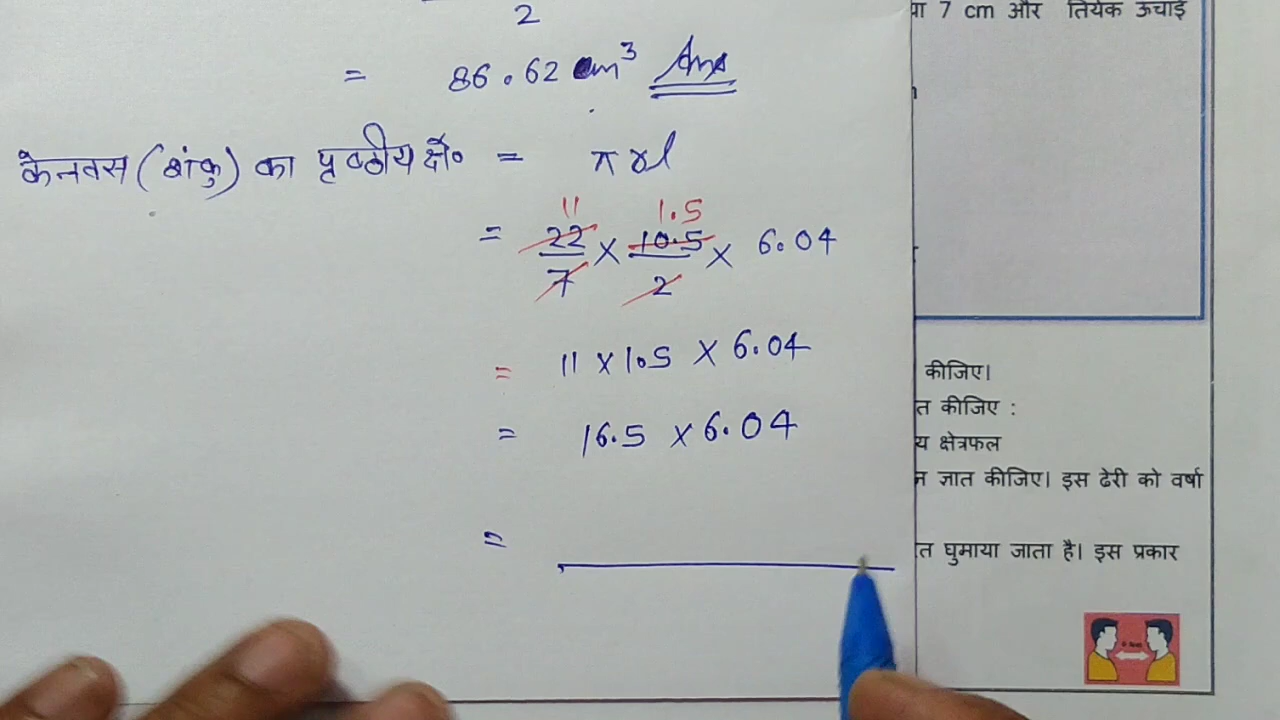 2
= 86.62 cm³ Ans
केनवस (शांकु) का पृष्ठीय क्षे० = πrl
11 1.5
= 22/7 × 10.5/2 × 6.04
= 11 × 1.5 × 6.04
= 16.5 × 6.04
=
7 cm और तिर्यक ऊंचाई
कीजिए।
त कीजिए :
य क्षेत्रफल
ज्ञात कीजिए। इस ढेरी को वर्षा
त घुमाया जाता है। इस प्रकार